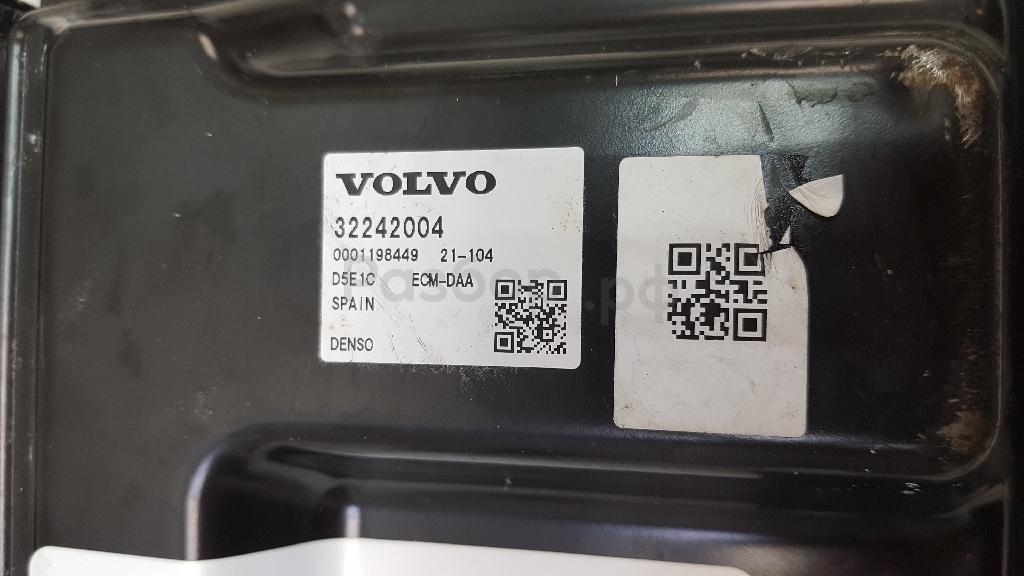 VOLVO
32242004
0001198449 21-104
D5E1C ECM-DAA
SPAIN
DENSO